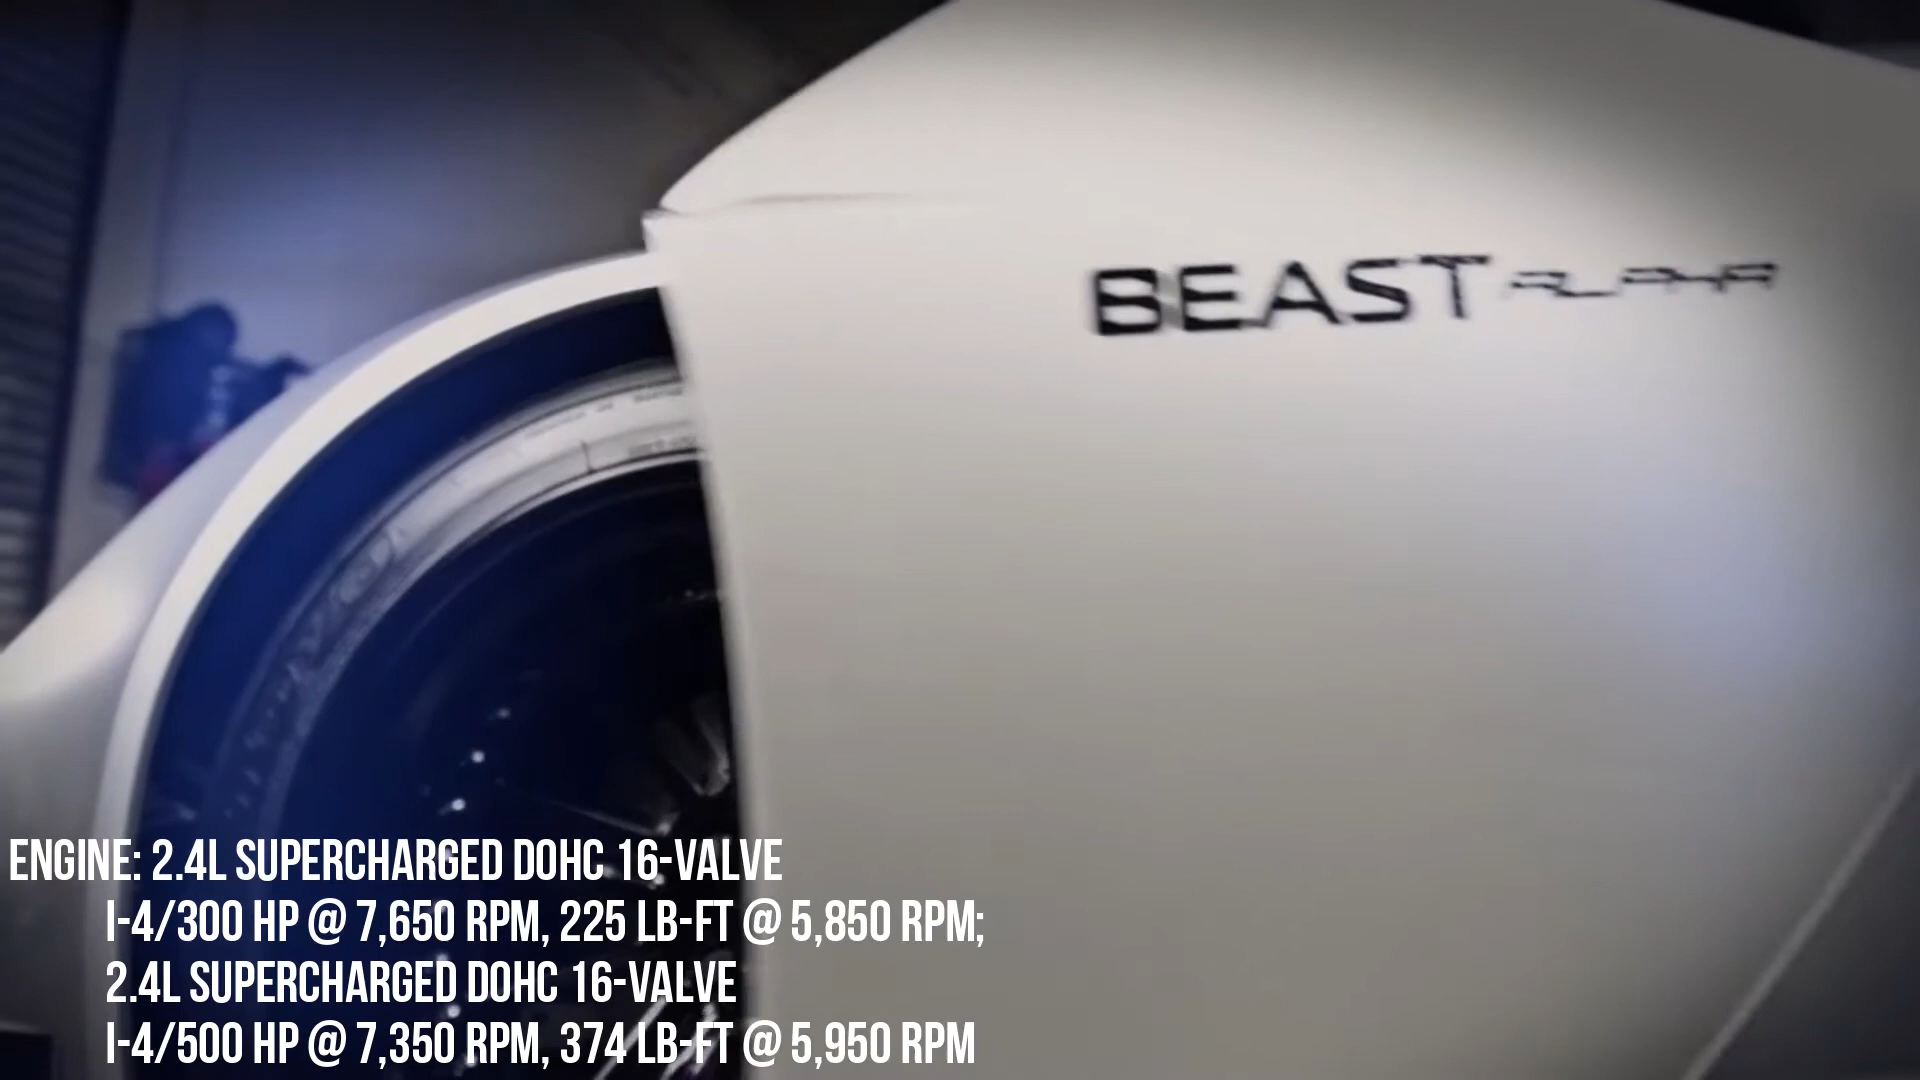 BEAST ALPHA
ENGINE: 2.4L SUPERCHARGED DOHC 16-VALVE
I-4/300 HP @ 7,650 RPM, 225 LB-FT @ 5,850 RPM;
2.4L SUPERCHARGED DOHC 16-VALVE
I-4/500 HP @ 7,350 RPM, 374 LB-FT @ 5,950 RPM